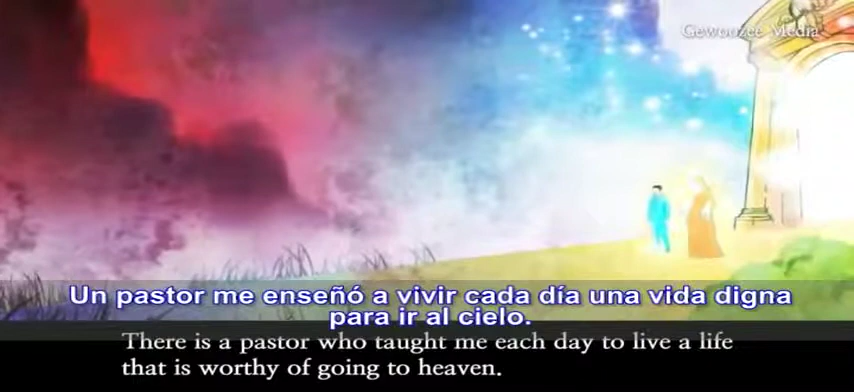 Gewoozee Media
Un pastor me enseñó a vivir cada día una vida digna
para ir al cielo.
There is a pastor who taught me each day to live a life
that is worthy of going to heaven.